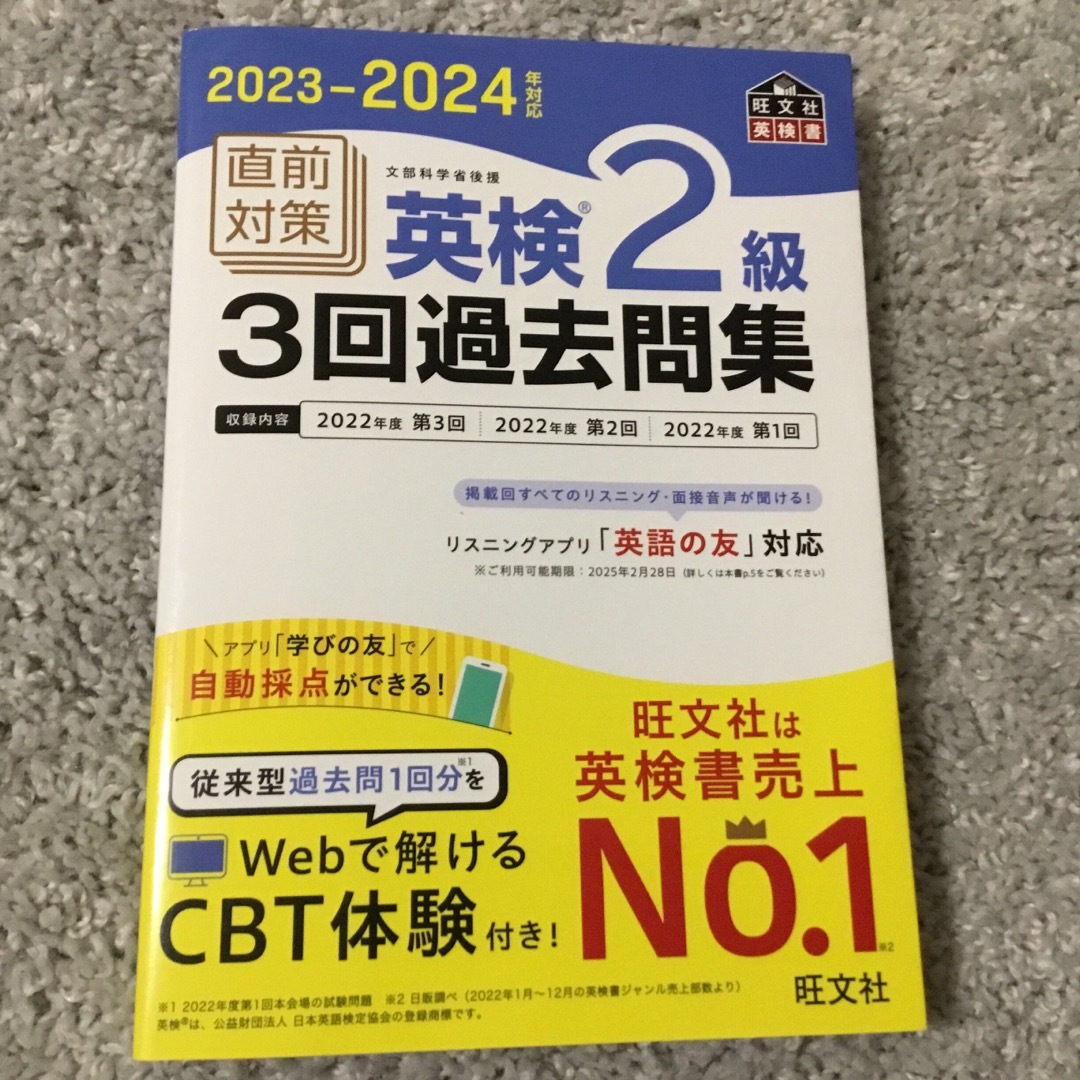 2023-2024年対応
旺文社
英検書
直前
対策
文部科学省後援
英検®2級
3回過去問集
収録内容 2022年度 第3回 2022年度 第2回 2022年度 第1回
掲載回すべてのリスニング・面接音声が聞ける!
リスニングアプリ「英語の友」対応
※ご利用可能期限:2025年2月28日(詳しくは本書p.5をご覧ください)
\アプリ「学びの友」で/
自動採点ができる!
従来型過去問1回分を※1
Webで解ける
CBT体験付き!
旺文社は
英検書売上
No.1※2
※1 2022年度第1回本会場の試験問題 ※2 日販調べ(2022年1月~12月の英検書ジャンル売上部数より)
英検®は、公益財団法人 日本英語検定協会の登録商標です。
旺文社